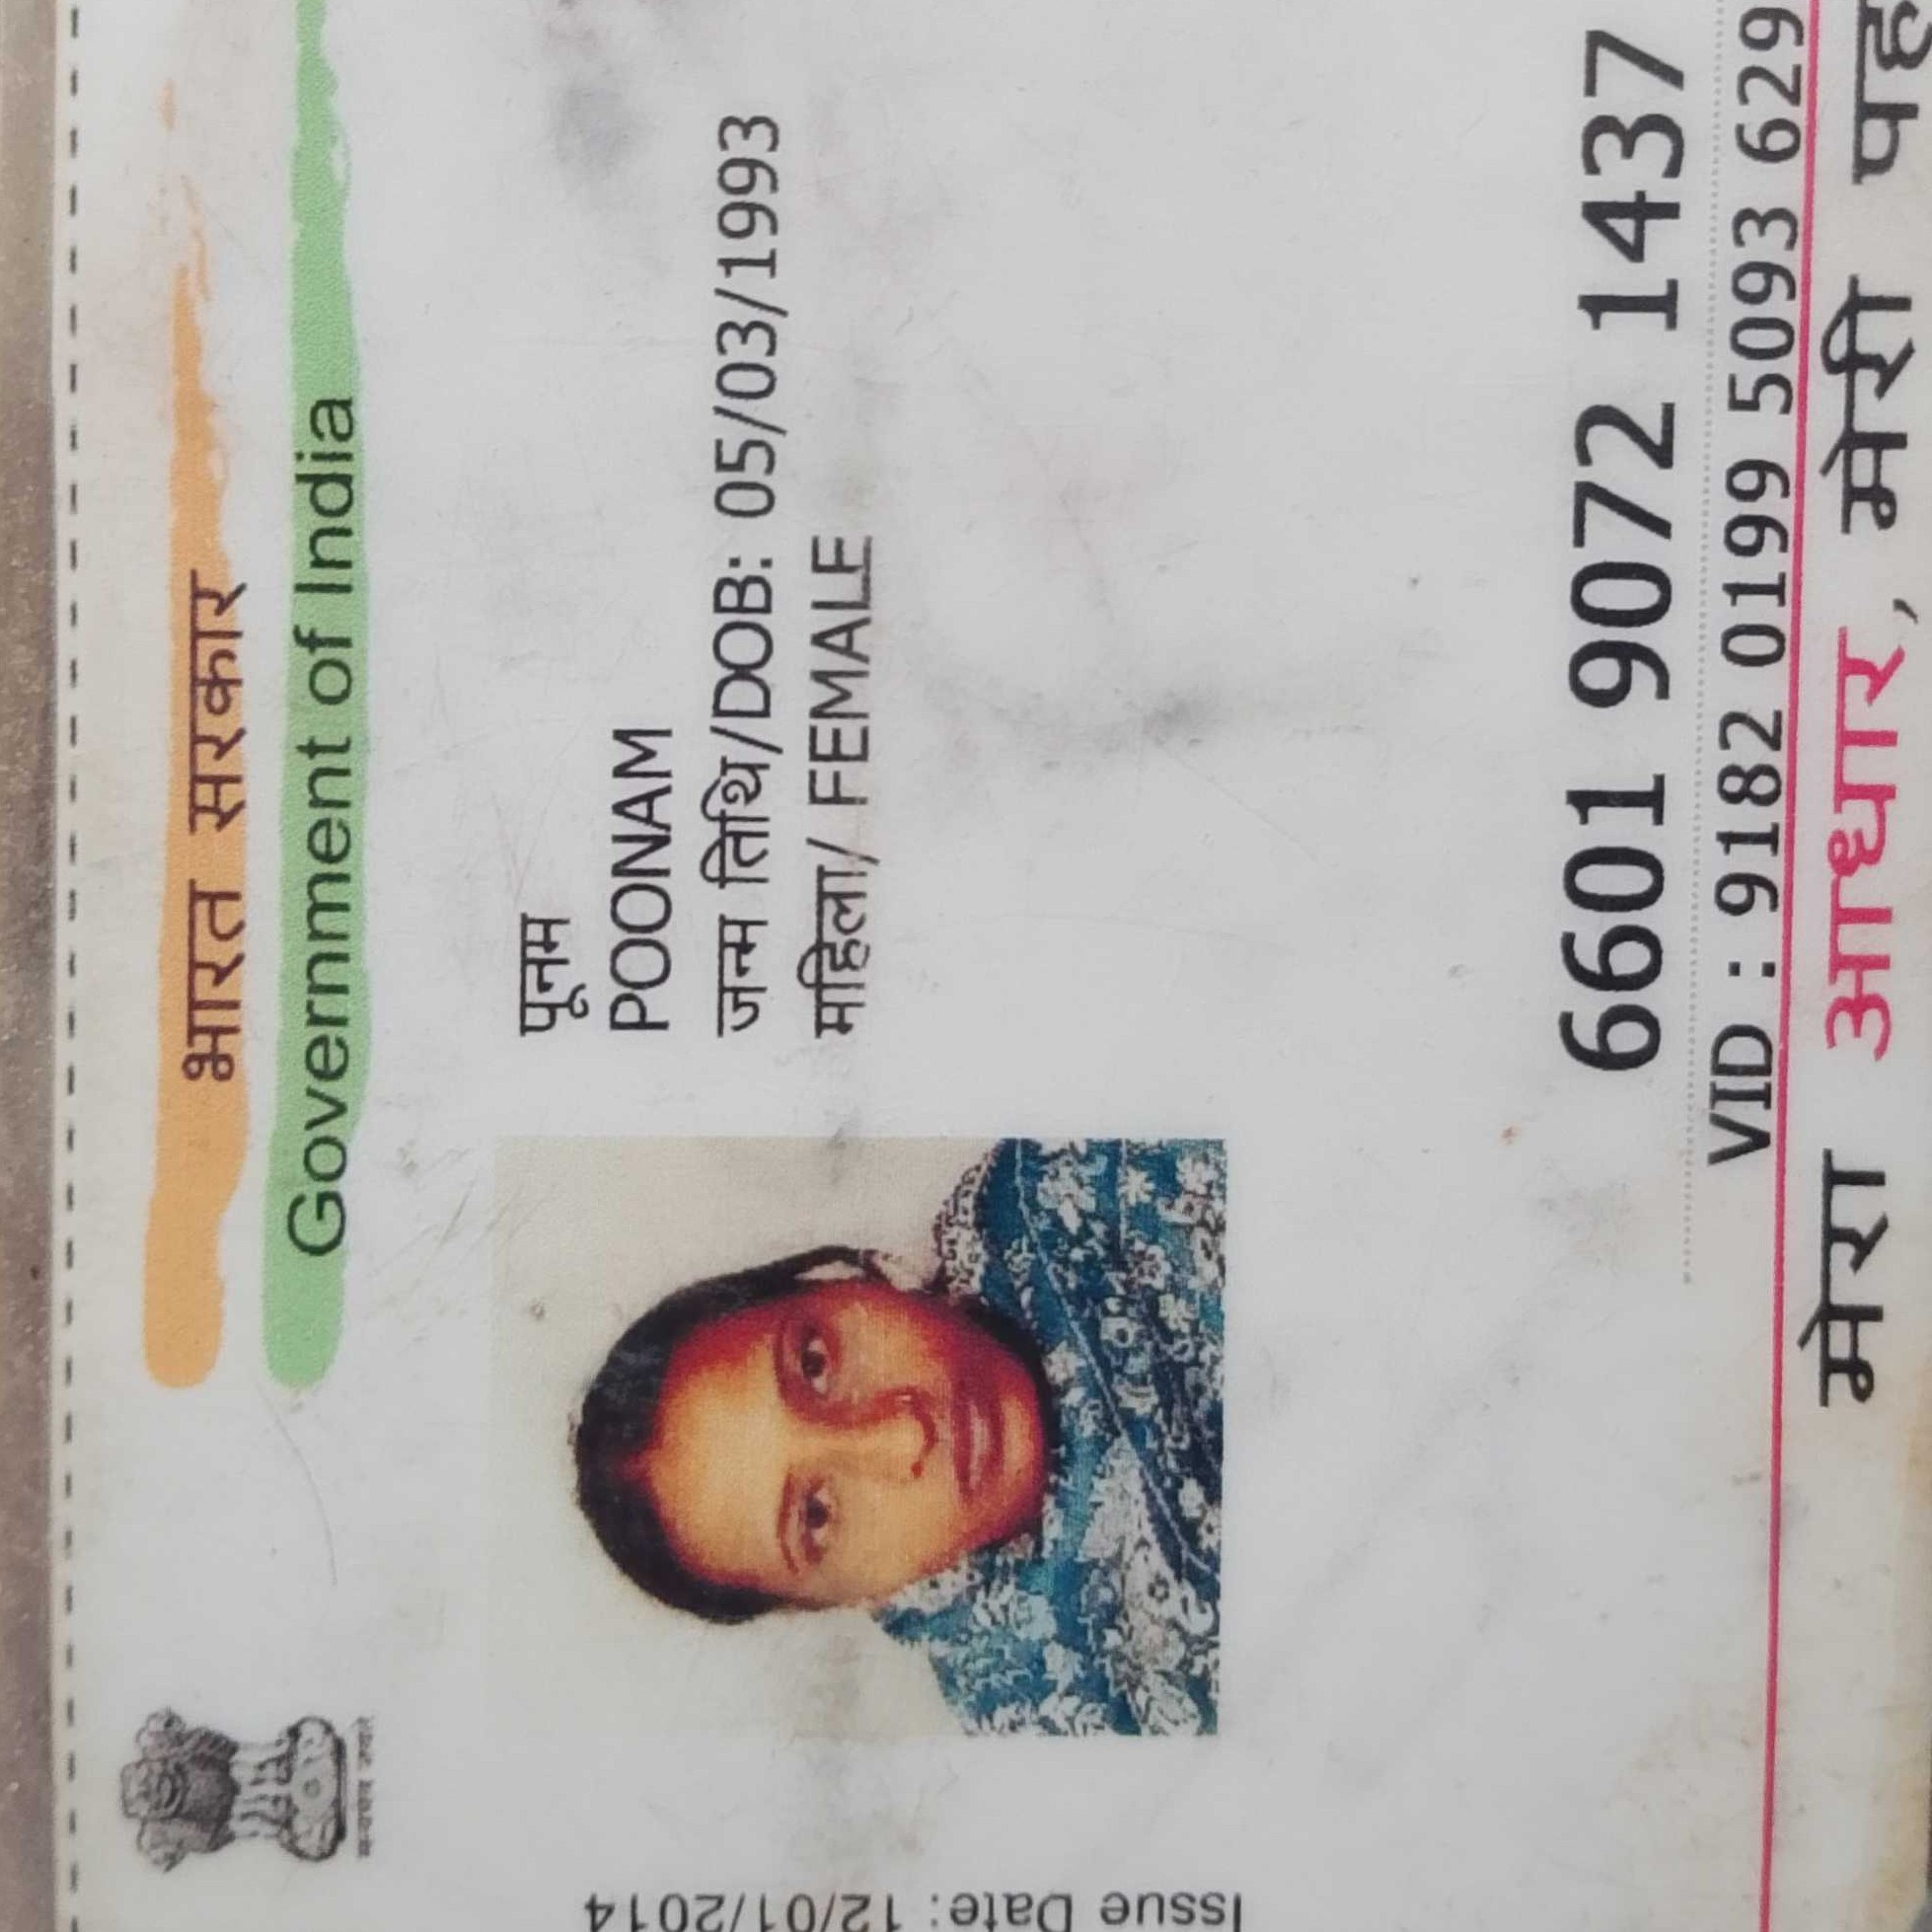 भारत सरकार
Government of India
पूनम
POONAM
जन्म तिथि/DOB: 05/03/1993
महिला/ FEMALE
Issue Date: 12/01/2014
6601 9072 1437
VID : 9182 0199 5093 629
मेरा आधार, मेरी पह